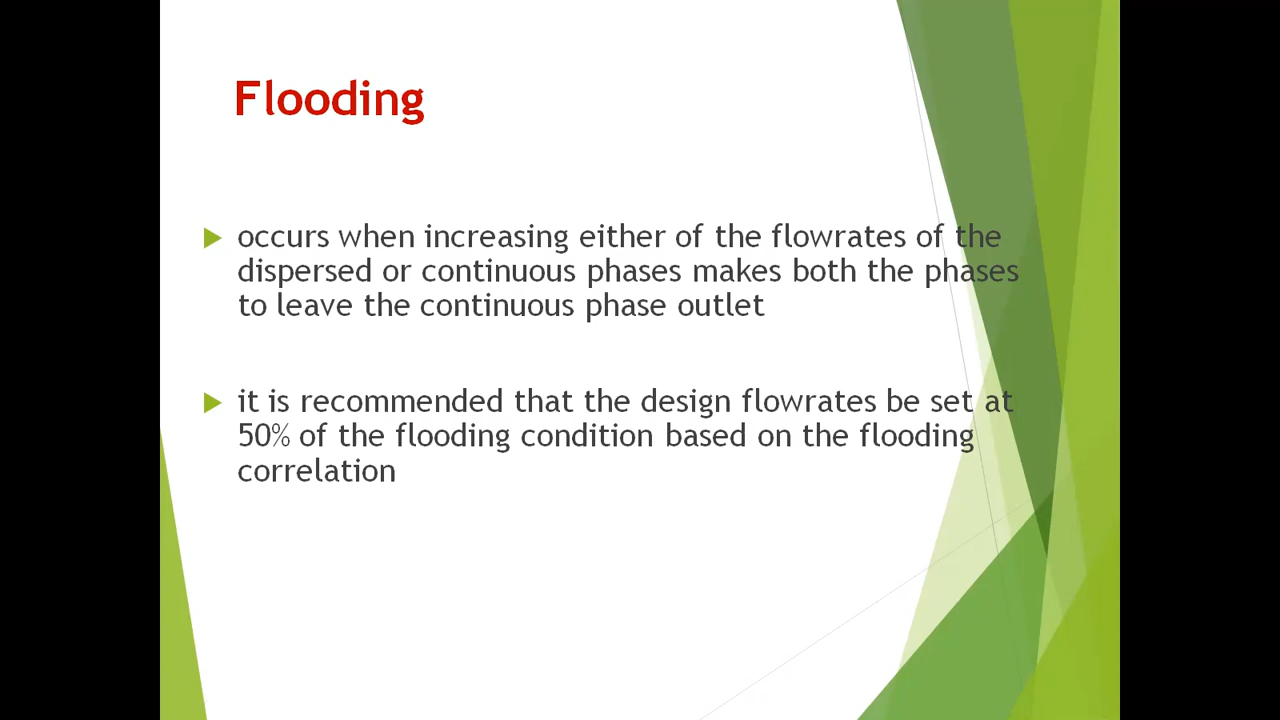 Flooding
occurs when increasing either of the flowrates of the
dispersed or continuous phases makes both the phases
to leave the continuous phase outlet
it is recommended that the design flowrates be set at
50% of the flooding condition based on the flooding
correlation